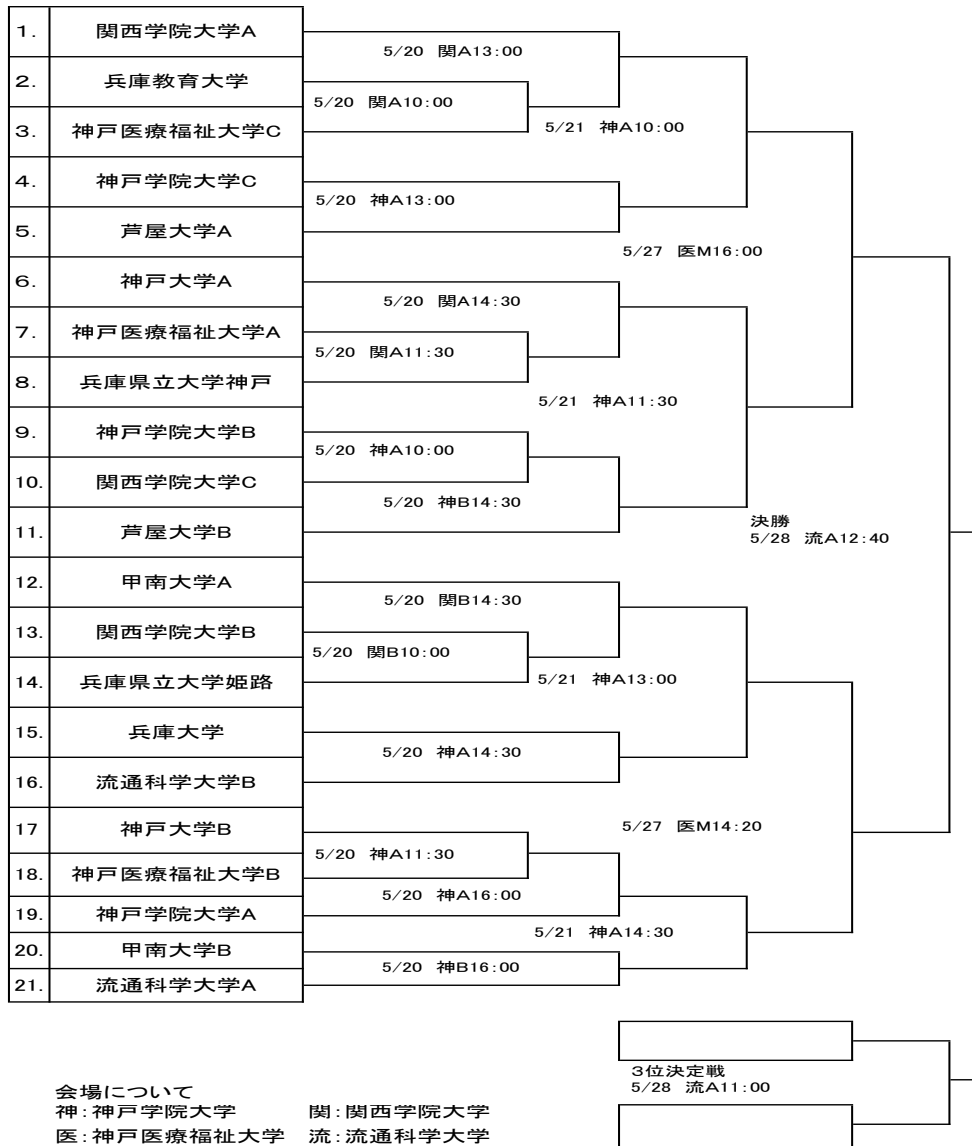 1. 関西学院大学A
5/20 関A13:00
2. 兵庫教育大学
5/20 関A10:00
3. 神戸医療福祉大学C
5/21 神A10:00
4. 神戸学院大学C
5/20 神A13:00
5. 芦屋大学A
5/27 医M16:00
6. 神戸大学A
5/20 関A14:30
7. 神戸医療福祉大学A
5/20 関A11:30
8. 兵庫県立大学神戸
5/21 神A11:30
9. 神戸学院大学B
5/20 神A10:00
10. 関西学院大学C
5/20 神B14:30
11. 芦屋大学B
決勝
5/28 流A12:40
12. 甲南大学A
5/20 関B14:30
13. 関西学院大学B
5/20 関B10:00
14. 兵庫県立大学姫路
5/21 神A13:00
15. 兵庫大学
5/20 神A14:30
16. 流通科学大学B
17 神戸大学B
5/27 医M14:20
5/20 神A11:30
18. 神戸医療福祉大学B
5/20 神A16:00
19. 神戸学院大学A
5/21 神A14:30
20. 甲南大学B
5/20 神B16:00
21. 流通科学大学A
3位決定戦
5/28 流A11:00
会場について
神:神戸学院大学 関:関西学院大学
医:神戸医療福祉大学 流:流通科学大学